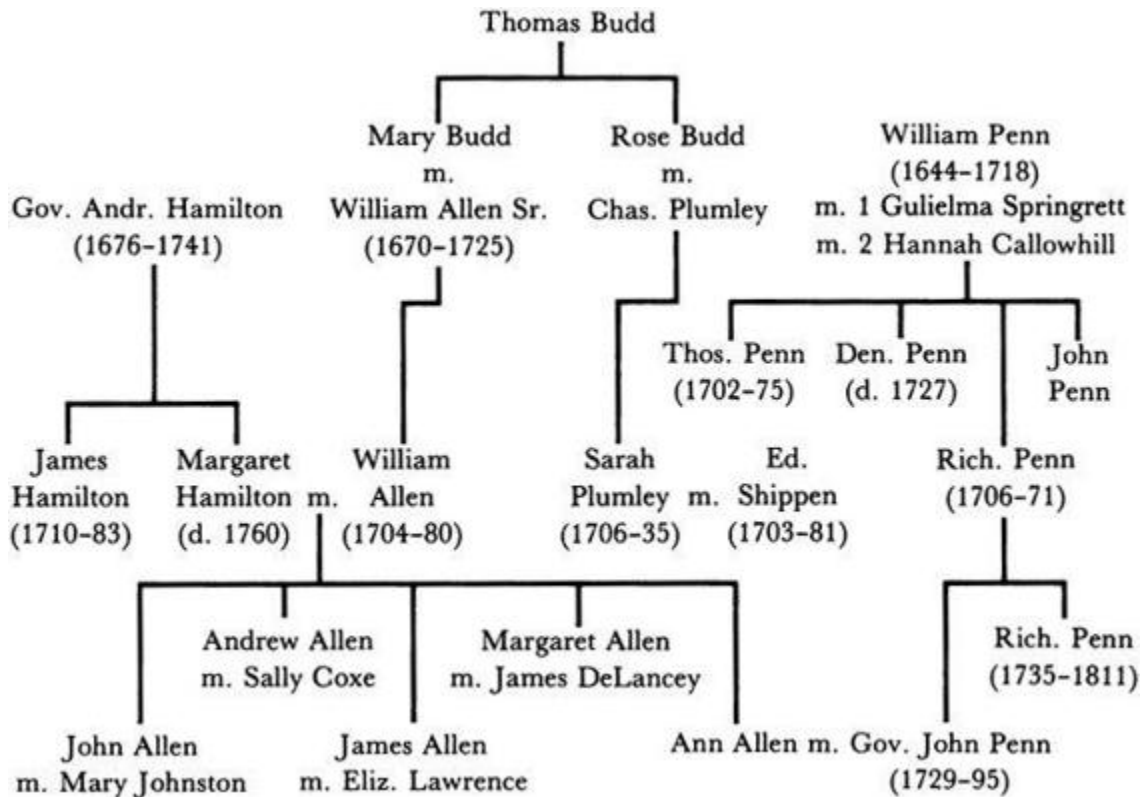 Thomas Budd
Mary Budd
m.
William Allen Sr.
(1670–1725)
Rose Budd
m.
Chas. Plumley
William Penn
(1644–1718)
m. 1 Gulielma Springrett
m. 2 Hannah Callowhill
Gov. Andr. Hamilton
(1676–1741)
Thos. Penn
(1702–75)
Den. Penn
(d. 1727)
John
Penn
James
Hamilton
(1710–83)
Margaret
Hamilton m.
(d. 1760)
William
Allen
(1704–80)
Sarah
Plumley m.
(1706–35)
Ed.
Shippen
(1703–81)
Rich. Penn
(1706–71)
Andrew Allen
m. Sally Coxe
Margaret Allen
m. James DeLancey
Rich. Penn
(1735–1811)
John Allen
m. Mary Johnston
James Allen
m. Eliz. Lawrence
Ann Allen m. Gov. John Penn
(1729–95)